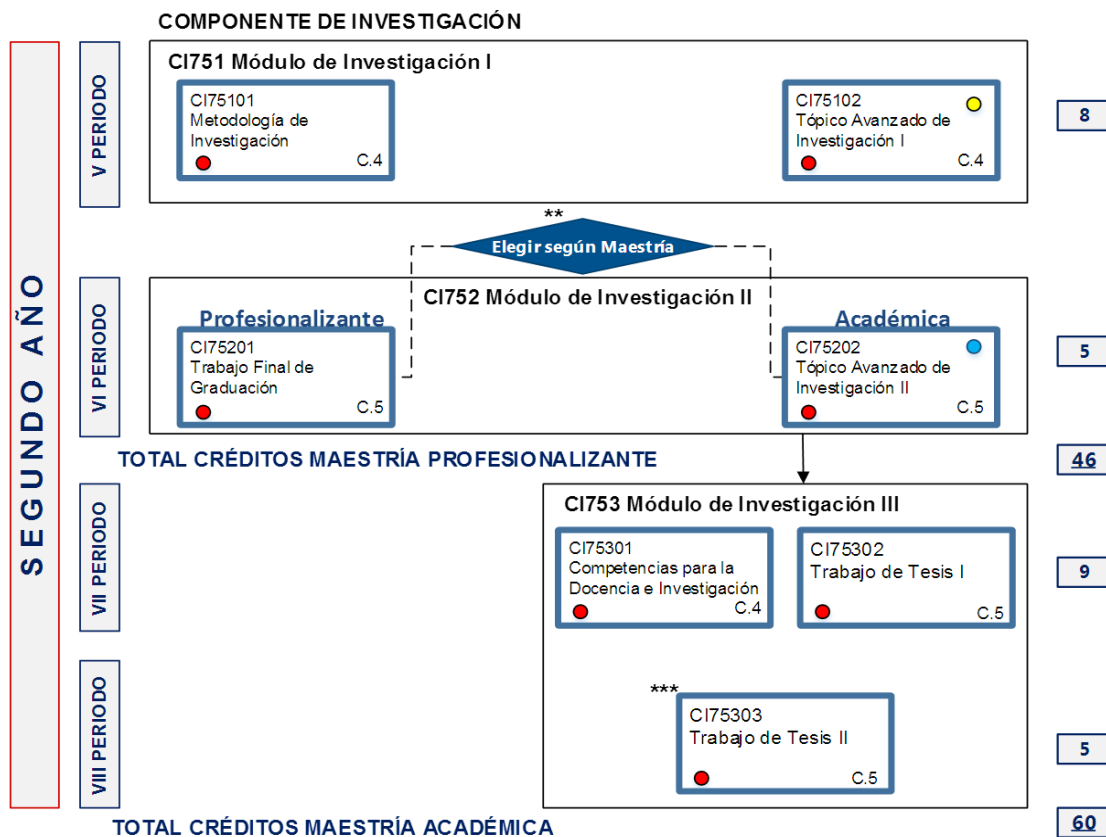 COMPONENTE DE INVESTIGACIÓN
SEGUNDO AÑO
V PERIODO
CI751 Módulo de Investigación I
CI75101
Metodología de
Investigación
C.4
CI75102
Tópico Avanzado de
Investigación I
C.4
8
**
Elegir según Maestría
VI PERIODO
CI752 Módulo de Investigación II
Profesionalizante
CI75201
Trabajo Final de
Graduación
C.5
Académica
CI75202
Tópico Avanzado de
Investigación II
C.5
5
TOTAL CRÉDITOS MAESTRÍA PROFESIONALIZANTE
46
VII PERIODO
CI753 Módulo de Investigación III
CI75301
Competencias para la
Docencia e Investigación
C.4
CI75302
Trabajo de Tesis I
C.5
9
VIII PERIODO
***
CI75303
Trabajo de Tesis II
C.5
5
TOTAL CRÉDITOS MAESTRÍA ACADÉMICA
60